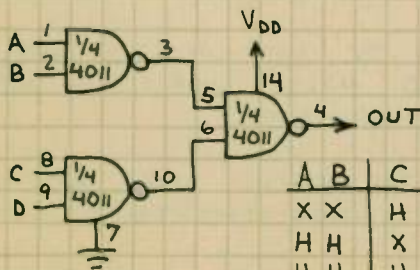 A 1 1/4 4011 3
B 2
VDD
14
5 1/4 4011 4 OUT
6
C 8 1/4 4011 10
D 9
7
A B C
X X H
H H X
H H H